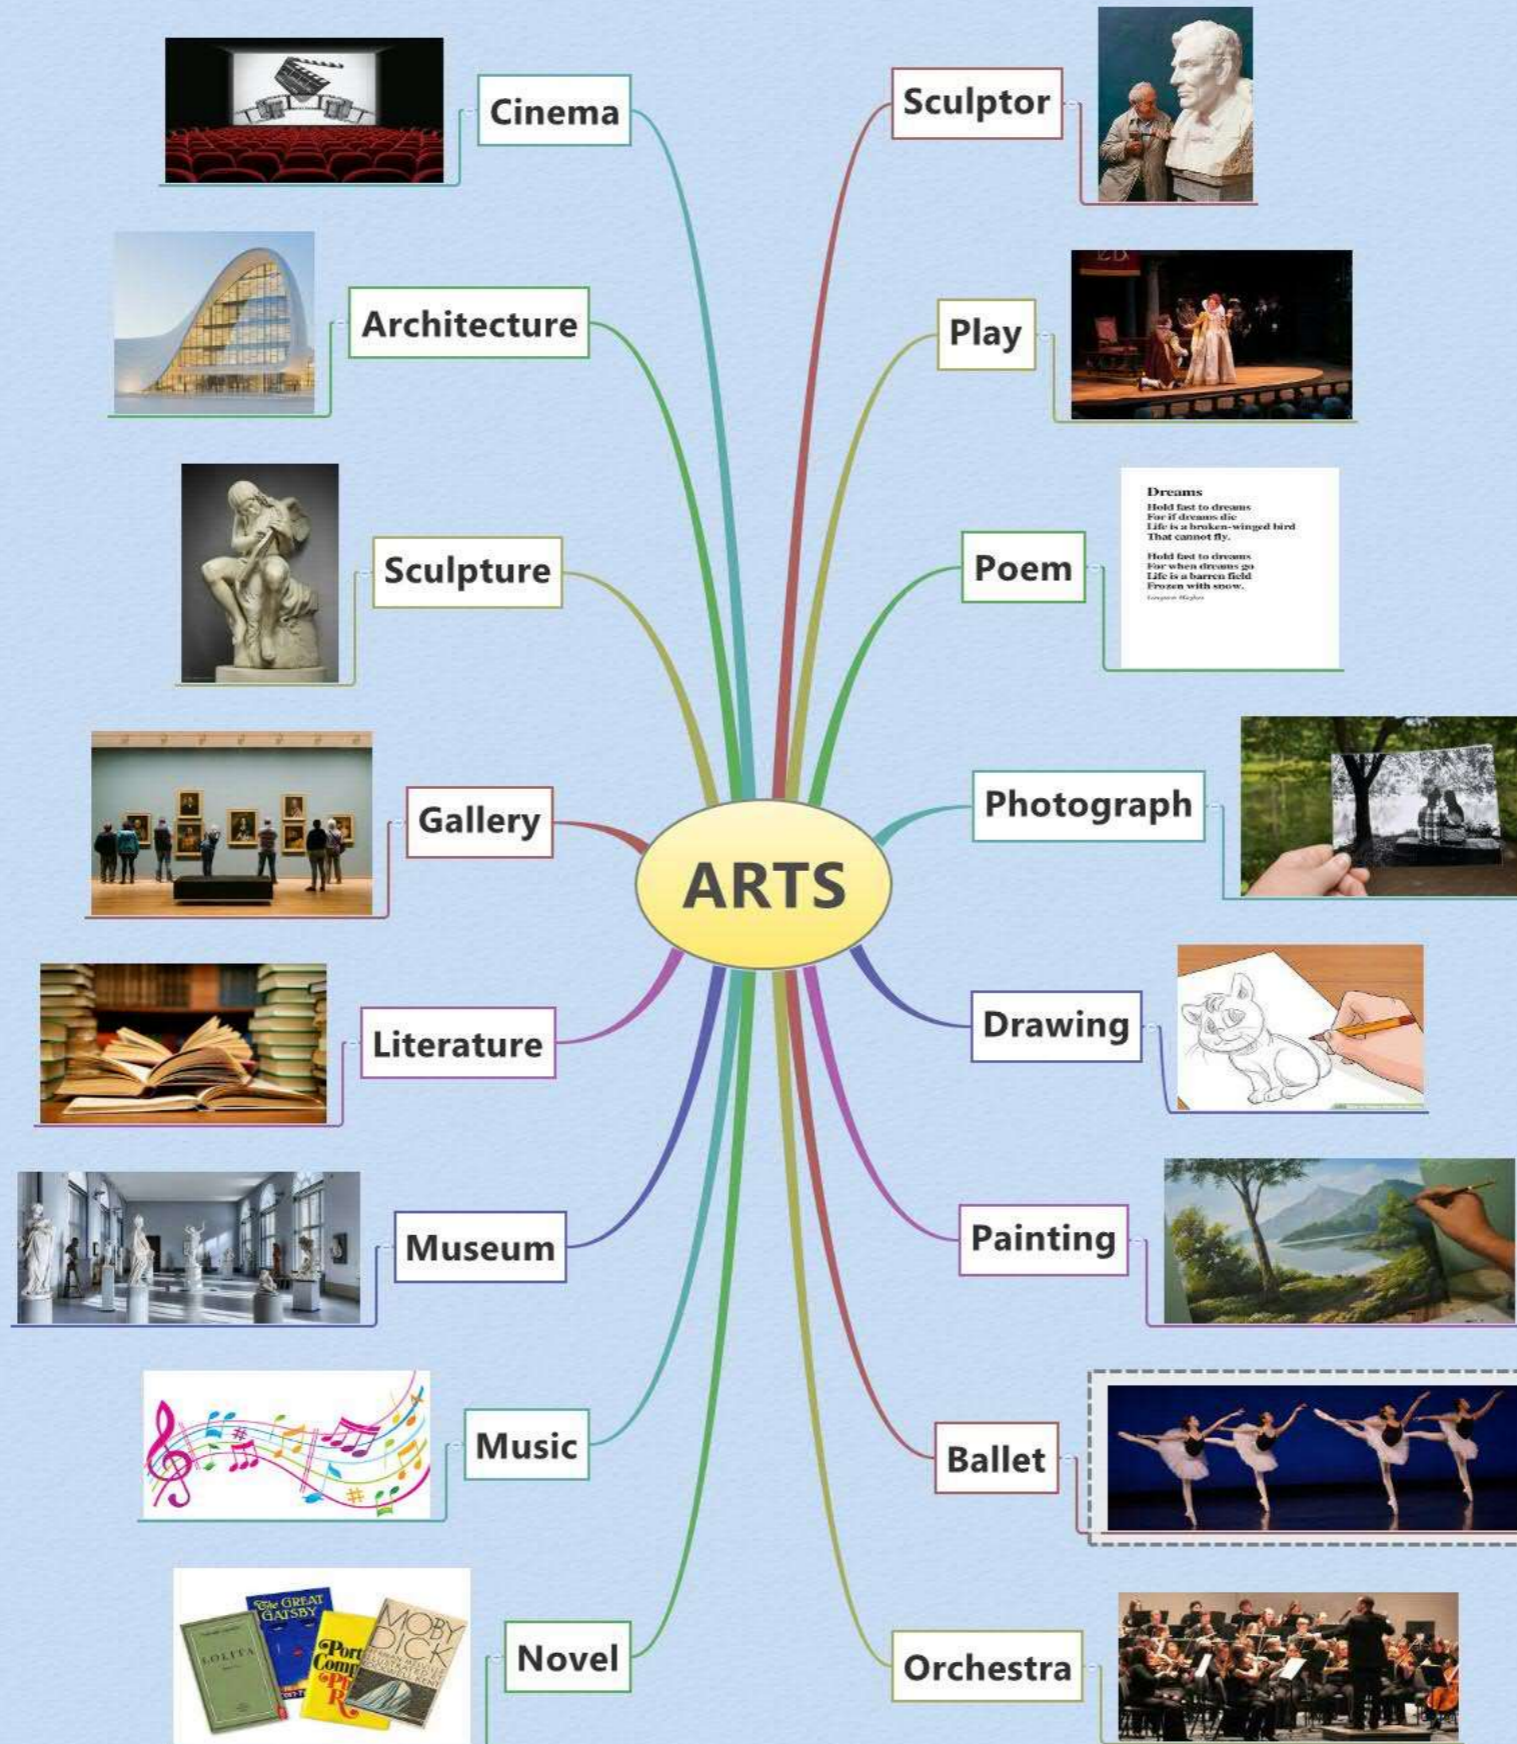 ARTS
Cinema
Architecture
Sculpture
Gallery
Literature
Museum
Music
Novel
LOLITA
The GREAT
GATSBY
MOBY
DICK
Sculptor
Play
Poem
Dreams
Hold fast to dreams
For if dreams die
Life is a broken-winged bird
That cannot fly.
Hold fast to dreams
For when dreams go
Life is a barren field
Frozen with snow.
Langston Hughes
Photograph
Drawing
Painting
Ballet
Orchestra